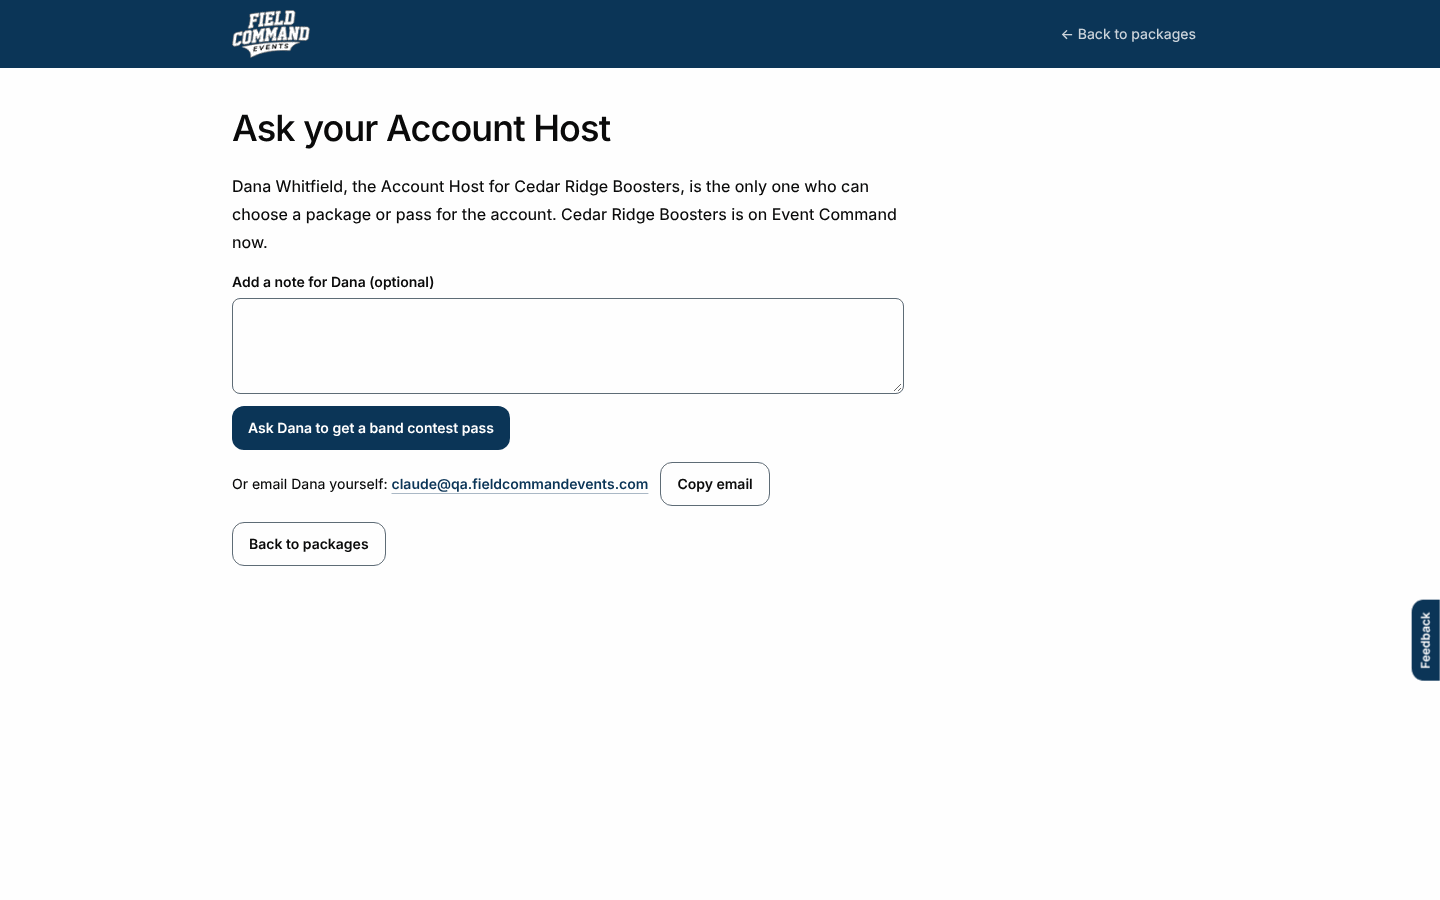 FIELD
COMMAND
EVENTS
← Back to packages
Ask your Account Host
Dana Whitfield, the Account Host for Cedar Ridge Boosters, is the only one who can
choose a package or pass for the account. Cedar Ridge Boosters is on Event Command
now.
Add a note for Dana (optional)
Ask Dana to get a band contest pass
Or email Dana yourself: claude@qa.fieldcommandevents.com Copy email
Back to packages
Feedback